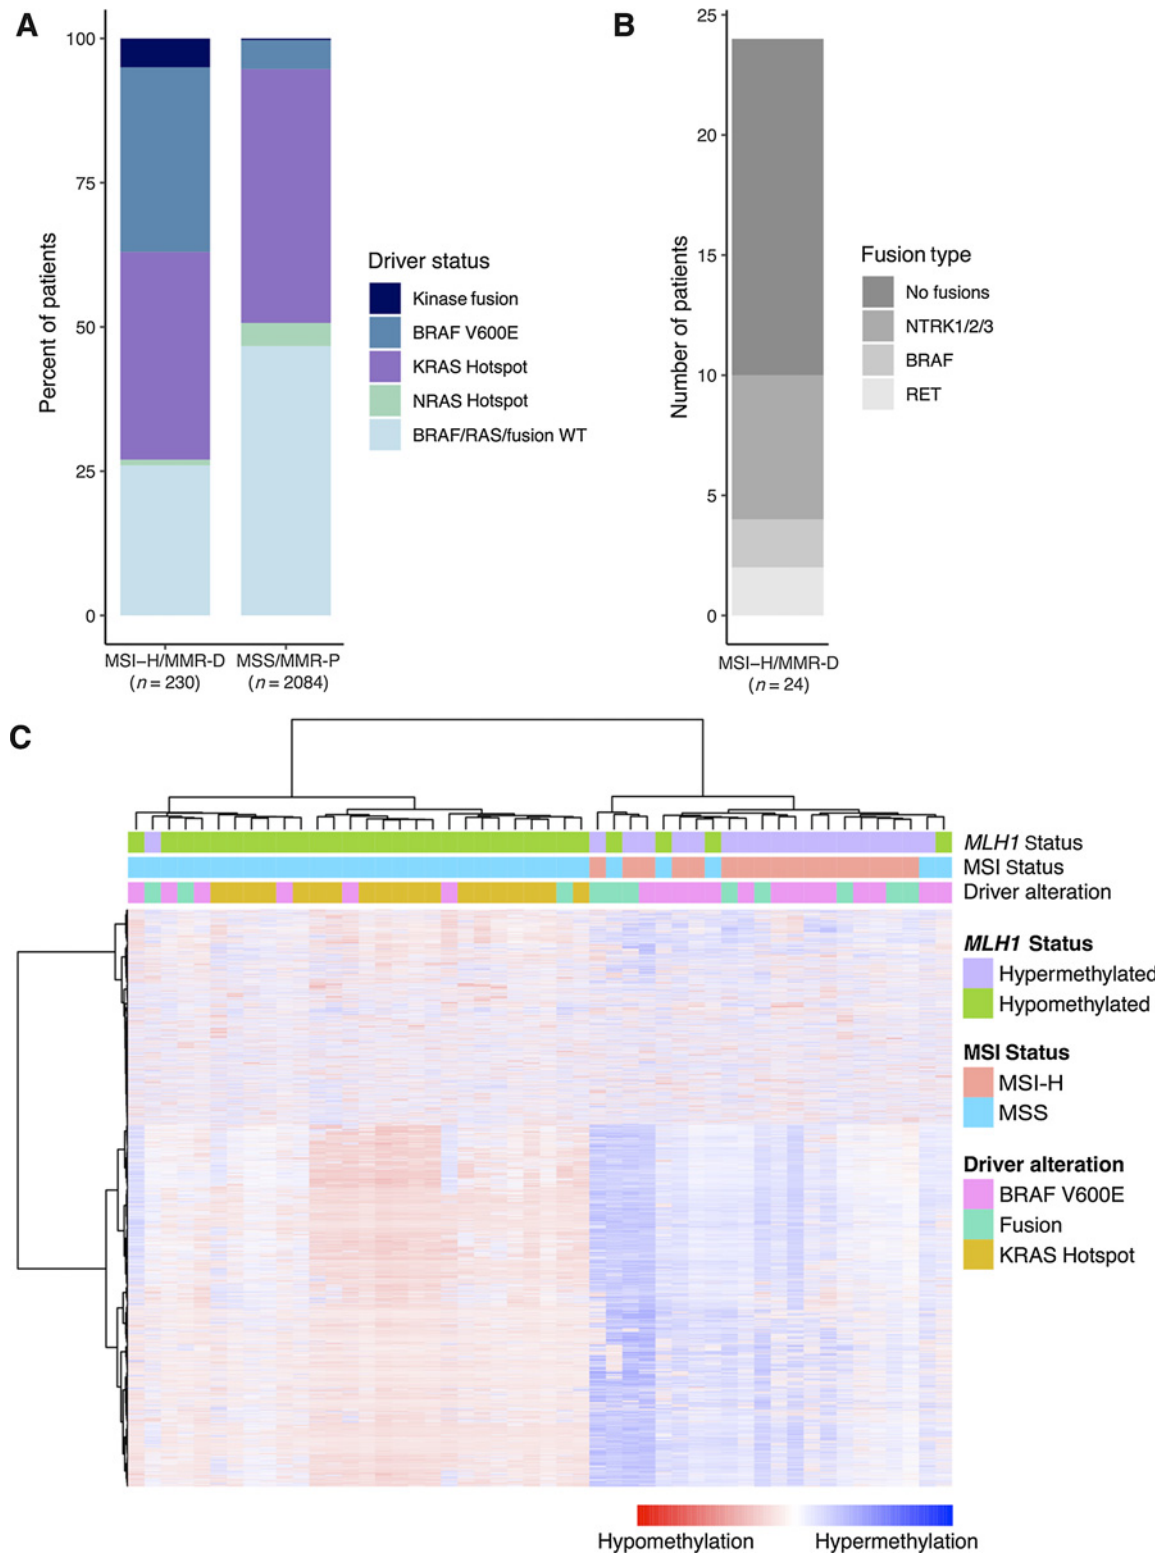 A
100
75
50
25
0
Percent of patients
MSI–H/MMR-D
(n = 230)
MSS/MMR-P
(n = 2084)
Driver status
Kinase fusion
BRAF V600E
KRAS Hotspot
NRAS Hotspot
BRAF/RAS/fusion WT
B
25
20
15
10
5
0
Number of patients
MSI–H/MMR-D
(n = 24)
Fusion type
No fusions
NTRK1/2/3
BRAF
RET
C
MLH1 Status
MSI Status
Driver alteration
MLH1 Status
Hypermethylated
Hypomethylated
MSI Status
MSI-H
MSS
Driver alteration
BRAF V600E
Fusion
KRAS Hotspot
Hypomethylation
Hypermethylation